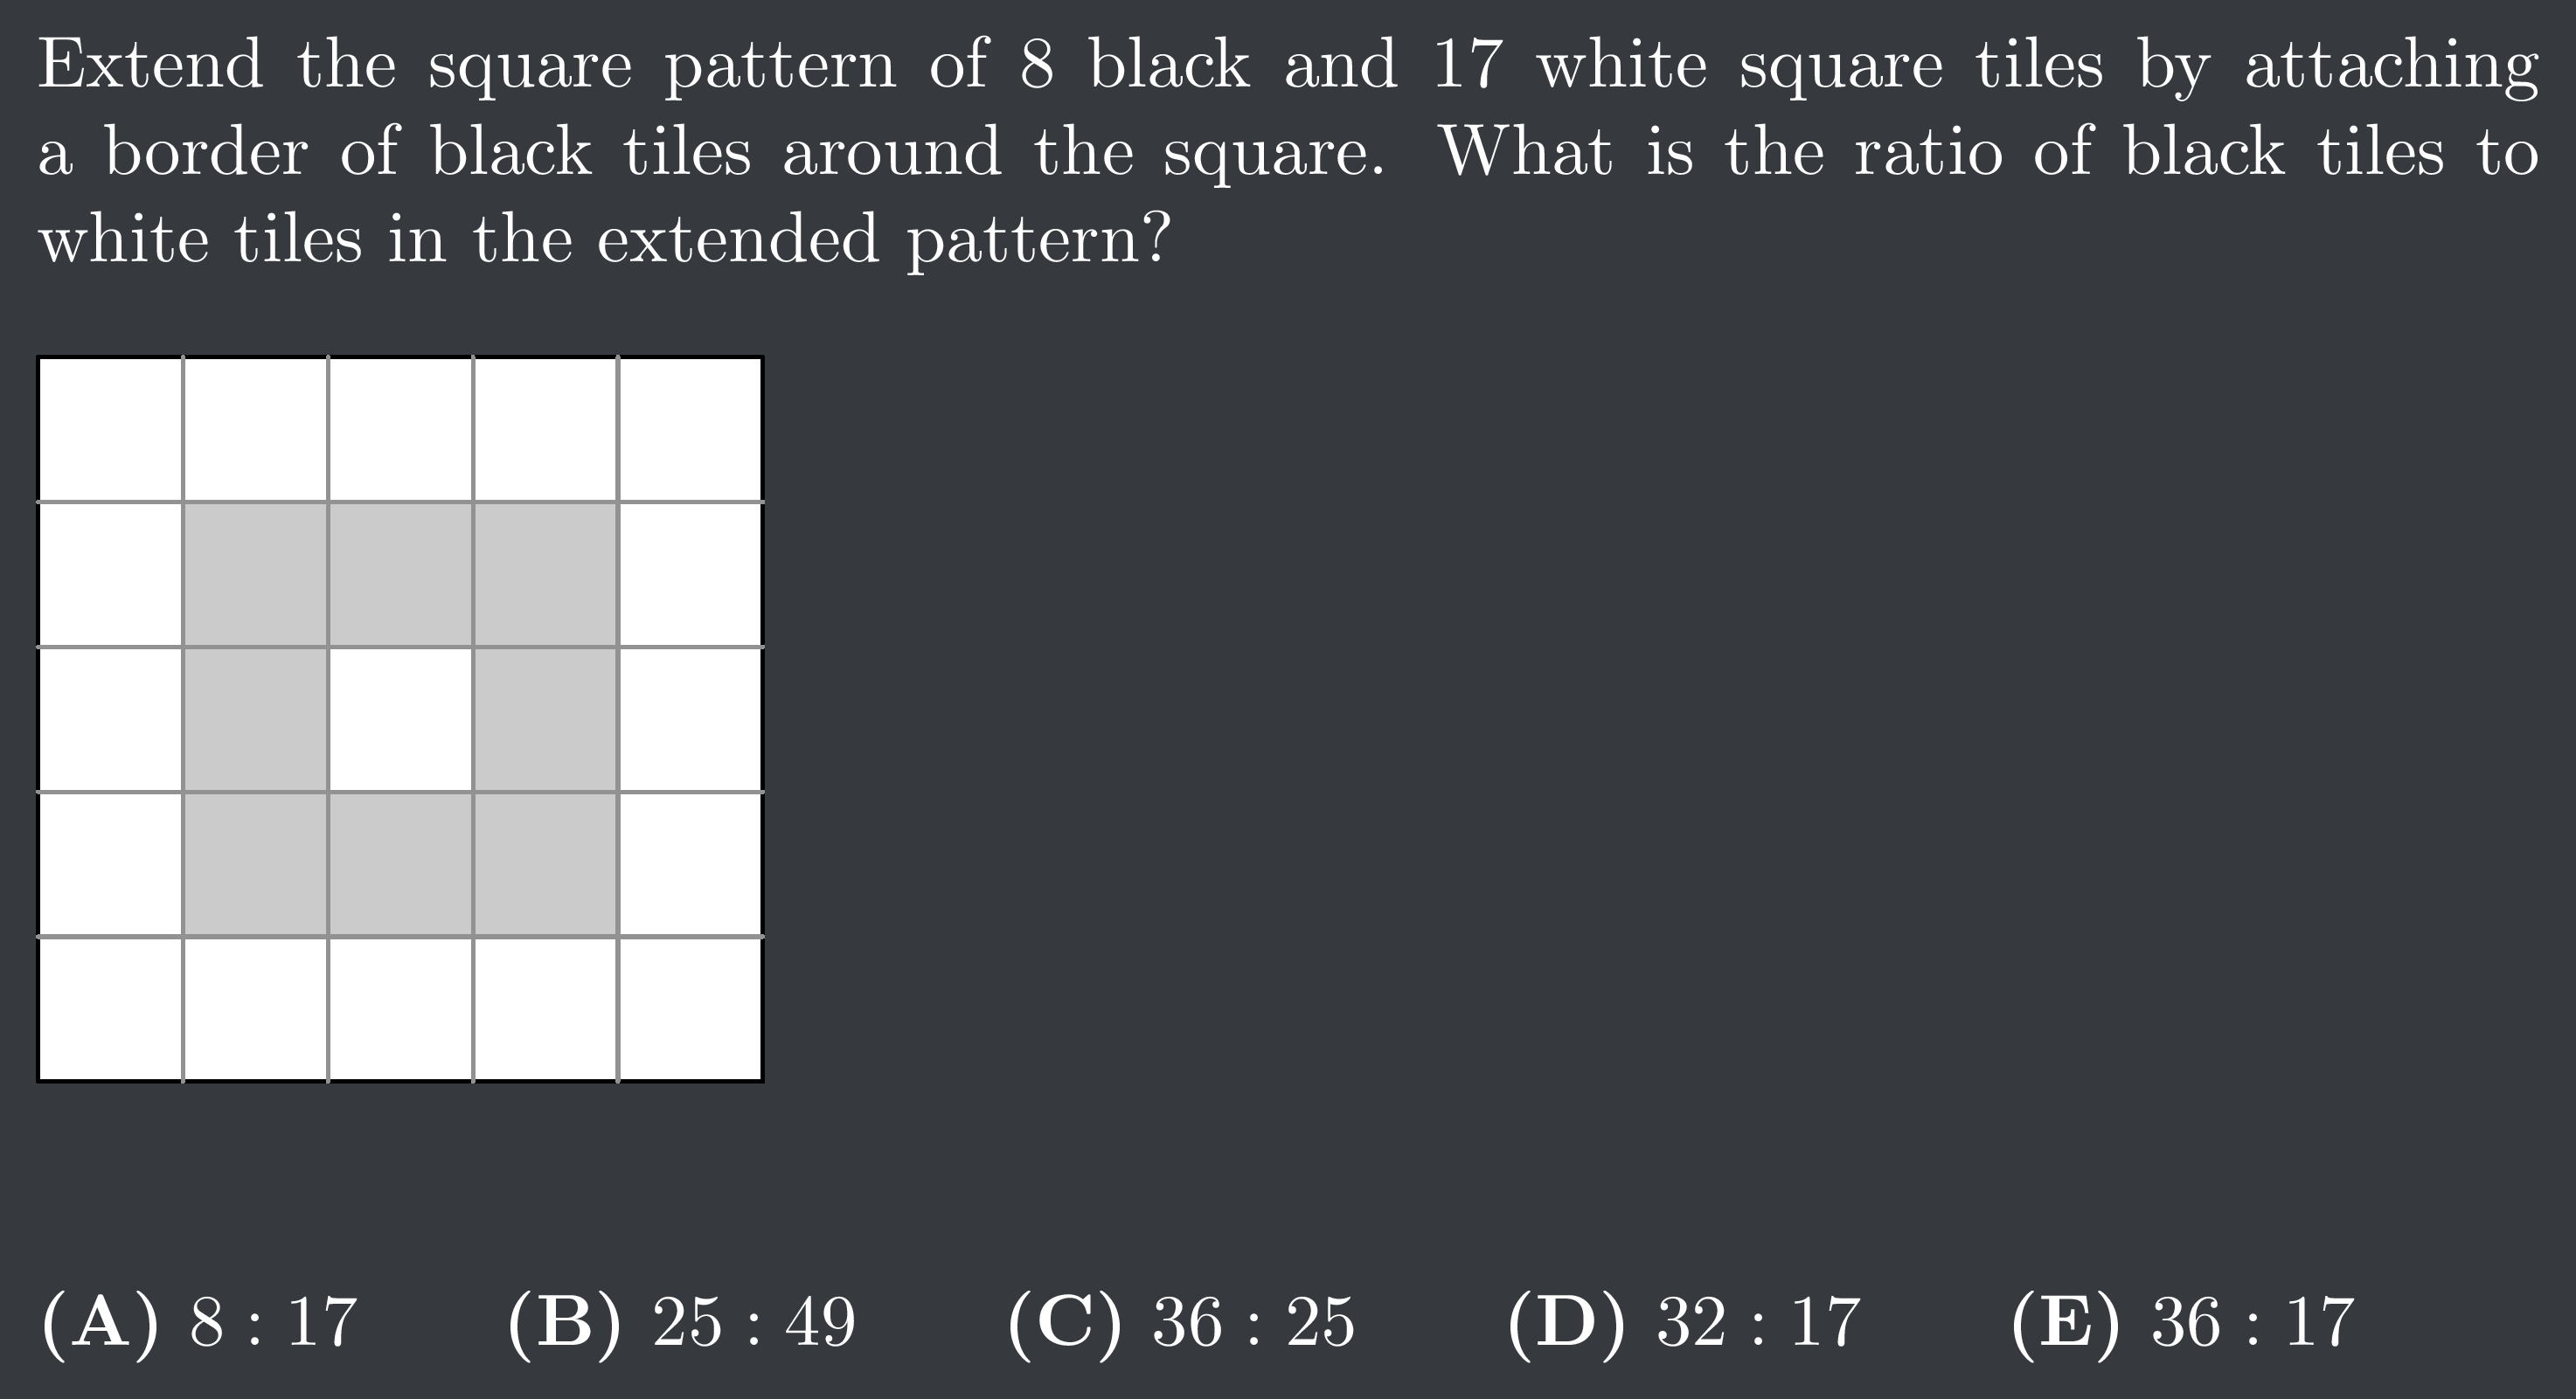 Extend the square pattern of 8 black and 17 white square tiles by attaching
a border of black tiles around the square. What is the ratio of black tiles to
white tiles in the extended pattern?
(A) 8 : 17 (B) 25 : 49 (C) 36 : 25 (D) 32 : 17 (E) 36 : 17